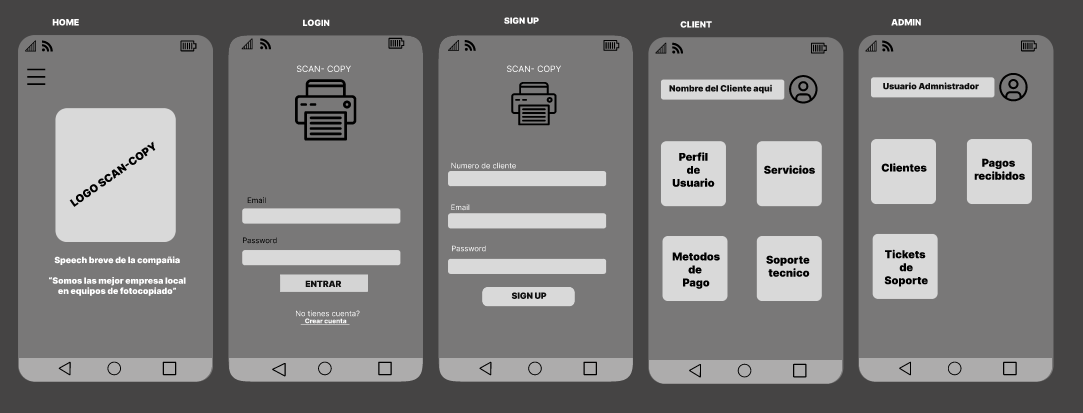 HOME
LOGO SCAN-COPY
Speech breve de la compañia
"Somos las mejor empresa local
en equipos de fotocopiado"
LOGIN
SCAN- COPY
Email
Password
ENTRAR
No tienes cuenta?
Crear cuenta
SIGN UP
SCAN- COPY
Numero de cliente
Email
Password
SIGN UP
CLIENT
Nombre del Cliente aqui
Perfil
de
Usuario
Servicios
Metodos
de
Pago
Soporte
tecnico
ADMIN
Usuario Admnistrador
Clientes
Pagos
recibidos
Tickets
de
Soporte